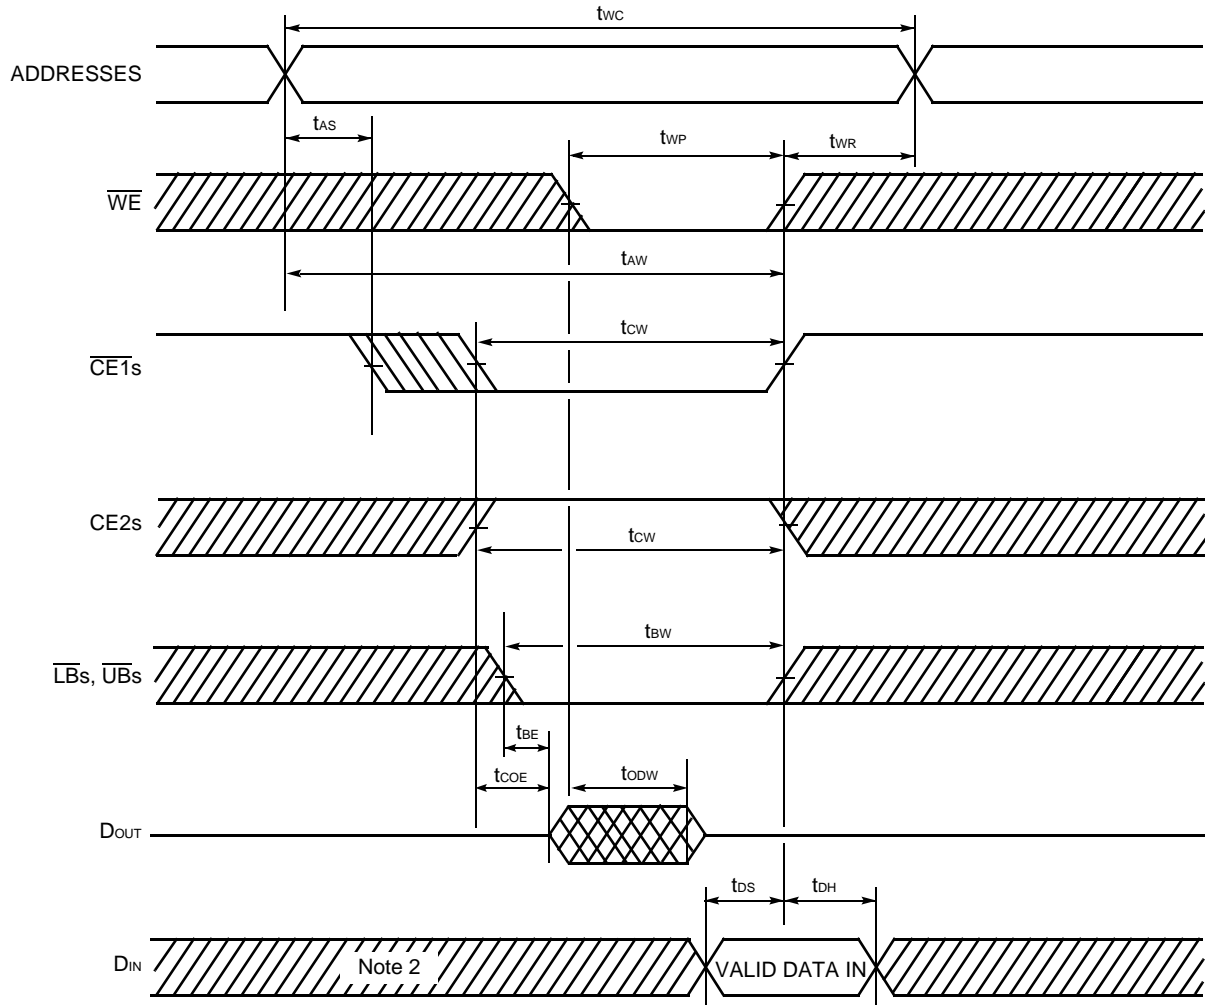 tWC
ADDRESSES
tAS
tWP
tWR
WE
tAW
tCW
CE1s
CE2s
tCW
tBW
LBs, UBs
tBE
tCOE
tODW
DOUT
tDS
tDH
DIN
Note 2
VALID DATA IN